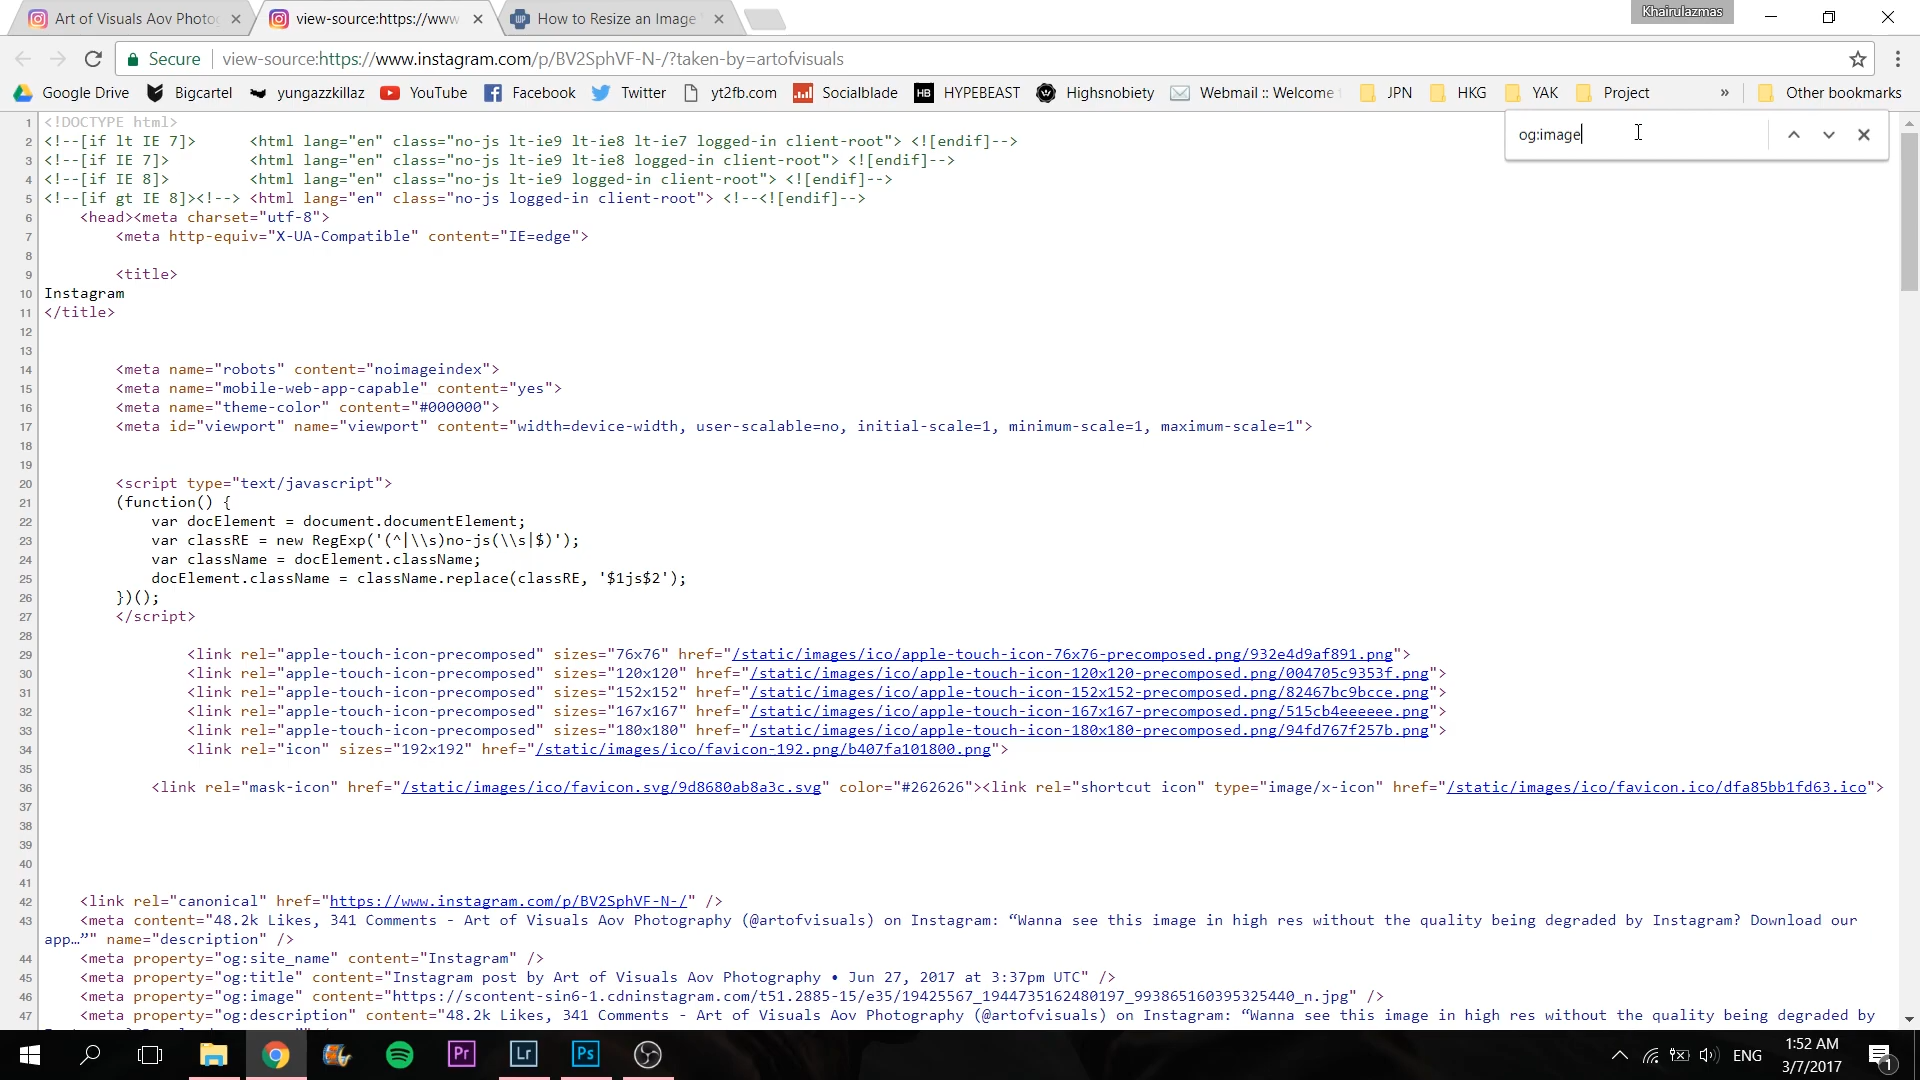 Art of Visuals Aov Photo
view-source:https://www
How to Resize an Image
Khairulazmas
Secure
view-source:https://www.instagram.com/p/BV2SphVF-N-/?taken-by=artofvisuals
Google Drive
Bigcartel
yungazzkillaz
YouTube
Facebook
Twitter
yt2fb.com
Socialblade
HB
HYPEBEAST
Highsnobiety
Webmail :: Welcome
JPN
HKG
YAK
Project
»
Other bookmarks
og:image
1 <!DOCTYPE html>
2 <!--[if lt IE 7]>      <html lang="en" class="no-js lt-ie9 lt-ie8 lt-ie7 logged-in client-root"> <![endif]-->
3 <!--[if IE 7]>         <html lang="en" class="no-js lt-ie9 lt-ie8 logged-in client-root"> <![endif]-->
4 <!--[if IE 8]>         <html lang="en" class="no-js lt-ie9 logged-in client-root"> <![endif]-->
5 <!--[if gt IE 8]><!--> <html lang="en" class="no-js logged-in client-root"> <!--<![endif]-->
6     <head><meta charset="utf-8">
7         <meta http-equiv="X-UA-Compatible" content="IE=edge">
8
9         <title>
10 Instagram
11 </title>
12
13
14         <meta name="robots" content="noimageindex">
15         <meta name="mobile-web-app-capable" content="yes">
16         <meta name="theme-color" content="#000000">
17         <meta id="viewport" name="viewport" content="width=device-width, user-scalable=no, initial-scale=1, minimum-scale=1, maximum-scale=1">
18
19
20         <script type="text/javascript">
21         (function() {
22             var docElement = document.documentElement;
23             var classRE = new RegExp('(^|\\s)no-js(\\s|$)');
24             var className = docElement.className;
25             docElement.className = className.replace(classRE, '$1js$2');
26         })();
27         </script>
28
29                 <link rel="apple-touch-icon-precomposed" sizes="76x76" href="/static/images/ico/apple-touch-icon-76x76-precomposed.png/932e4d9af891.png">
30                 <link rel="apple-touch-icon-precomposed" sizes="120x120" href="/static/images/ico/apple-touch-icon-120x120-precomposed.png/004705c9353f.png">
31                 <link rel="apple-touch-icon-precomposed" sizes="152x152" href="/static/images/ico/apple-touch-icon-152x152-precomposed.png/82467bc9bcce.png">
32                 <link rel="apple-touch-icon-precomposed" sizes="167x167" href="/static/images/ico/apple-touch-icon-167x167-precomposed.png/515cb4eeeeee.png">
33                 <link rel="apple-touch-icon-precomposed" sizes="180x180" href="/static/images/ico/apple-touch-icon-180x180-precomposed.png/94fd767f257b.png">
34                 <link rel="icon" sizes="192x192" href="/static/images/ico/favicon-192.png/b407fa101800.png">
35
36             <link rel="mask-icon" href="/static/images/ico/favicon.svg/9d8680ab8a3c.svg" color="#262626"><link rel="shortcut icon" type="image/x-icon" href="/static/images/ico/favicon.ico/dfa85bb1fd63.ico">
37
38
39
40
41
42     <link rel="canonical" href="https://www.instagram.com/p/BV2SphVF-N-/" />
43     <meta content="48.2k Likes, 341 Comments - Art of Visuals Aov Photography (@artofvisuals) on Instagram: “Wanna see this image in high res without the quality being degraded by Instagram? Download our
app…”" name="description" />
44     <meta property="og:site_name" content="Instagram" />
45     <meta property="og:title" content="Instagram post by Art of Visuals Aov Photography • Jun 27, 2017 at 3:37pm UTC" />
46     <meta property="og:image" content="https://scontent-sin6-1.cdninstagram.com/t51.2885-15/e35/19425567_1944735162480197_993865160395325440_n.jpg" />
47     <meta property="og:description" content="48.2k Likes, 341 Comments - Art of Visuals Aov Photography (@artofvisuals) on Instagram: “Wanna see this image in high res without the quality being degraded by
Pr
Lr
Ps
ENG
1:52 AM
3/7/2017
1